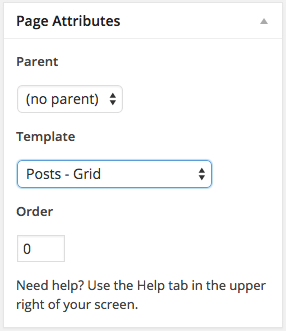 Page Attributes
Parent
(no parent)
Template
Posts - Grid
Order
0
Need help? Use the Help tab in the upper
right of your screen.